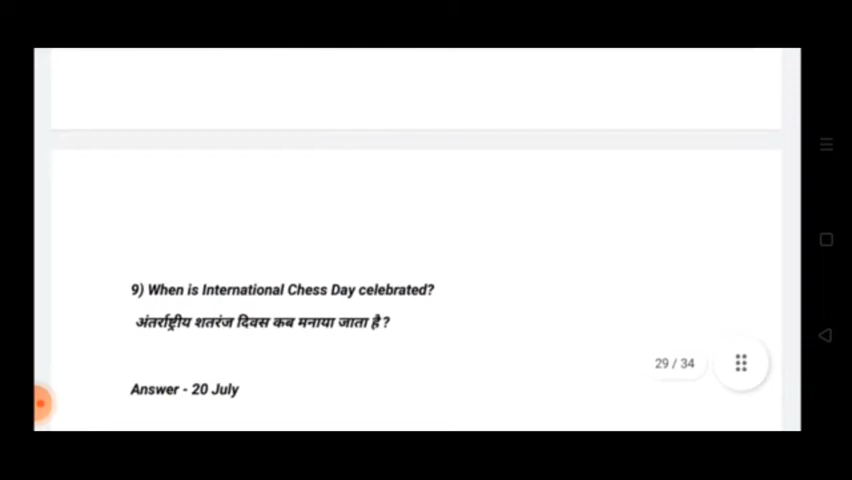 9) When is International Chess Day celebrated?
अंतर्राष्ट्रीय शतरंज दिवस कब मनाया जाता है ?
29 / 34
Answer - 20 July